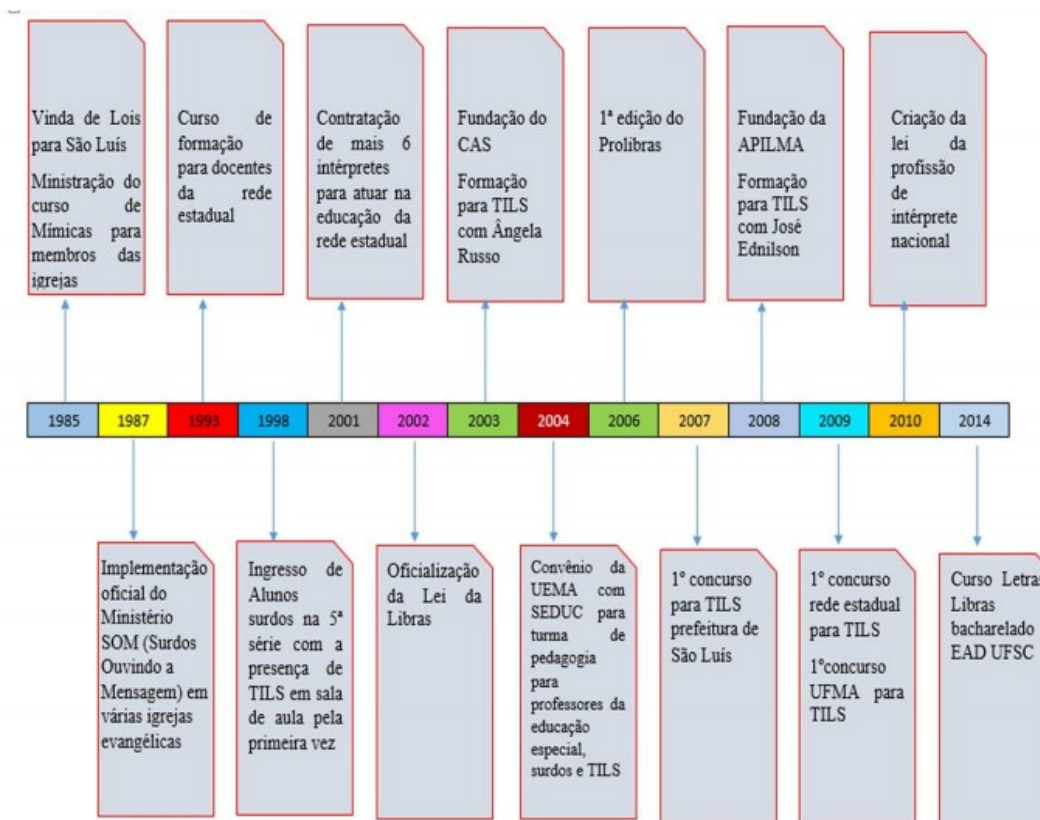 Vinda de Lois
para São Luís
Ministração do
curso de
Mímicas para
membros das
igrejas
Curso de
formação
para docentes
da rede
estadual
Contratação
de mais 6
intérpretes
para atuar na
educação da
rede estadual
Fundação do
CAS
Formação
para TILS
com Ângela
Russo
1ª edição do
Prolibras
Fundação da
APILMA
Formação
para TILS
com José
Ednilson
Criação da
lei da
profissão
de
intérprete
nacional
1985 1987 1993 1998 2001 2002 2003 2004 2006 2007 2008 2009 2010 2014
Implementação
oficial do
Ministério
SOM (Surdos
Ouvindo a
Mensagem) em
várias igrejas
evangélicas
Ingresso de
Alunos
surdos na 5ª
série com a
presença de
TILS em sala
de aula pela
primeira vez
Oficialização
da Lei da
Libras
Convênio da
UEMA com
SEDUC para
turma de
pedagogia
para
professores da
educação
especial,
surdos e TILS
1º concurso
para TILS
prefeitura de
São Luís
1º concurso
rede estadual
para TILS
1ºconcurso
UFMA para
TILS
Curso Letras
Libras
bacharelado
EAD UFSC